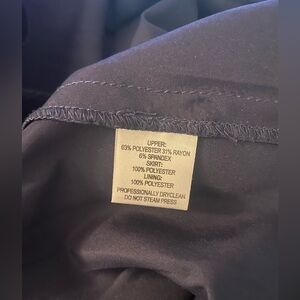 UPPER:
63% POLYESTER 31% RAYON
6% SPANDEX
SKIRT:
100% POLYESTER
LINING:
100% POLYESTER
PROFESSIONALLY DRYCLEAN
DO NOT STEAM PRESS